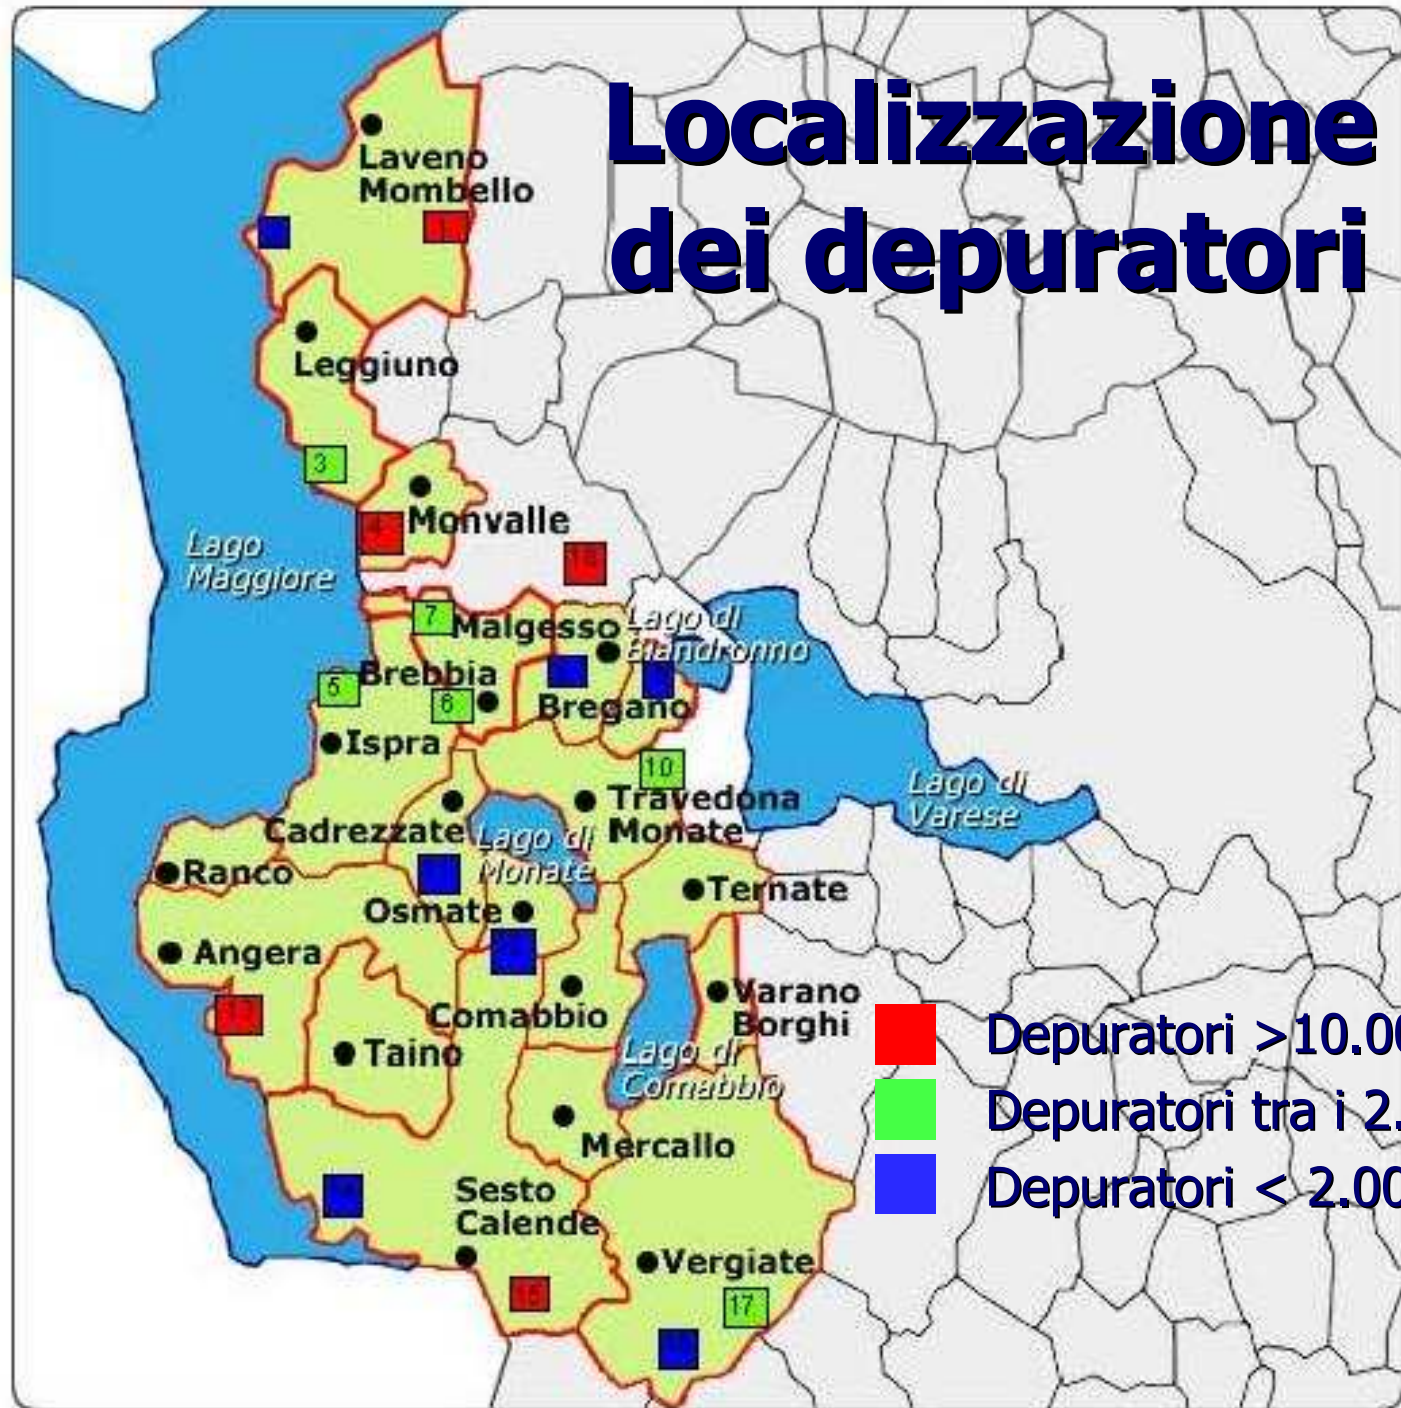 Localizzazione
dei depuratori
Laveno
Mombello
Leggiuno
3
Monvalle
Lago
Maggiore
7
Malgesso
Lago di
Biandronno
Brebbia
5
6
Bregano
Ispra
10
Travedona
Monate
Lago di
Varese
Cadrezzate
Lago di
Monate
Ranco
Ternate
Osmate
Angera
Varano
Borghi
Comabbio
Taino
Lago di
Comabbio
Mercallo
Sesto
Calende
Vergiate
17
Depuratori >10.00
Depuratori tra i 2.
Depuratori < 2.00